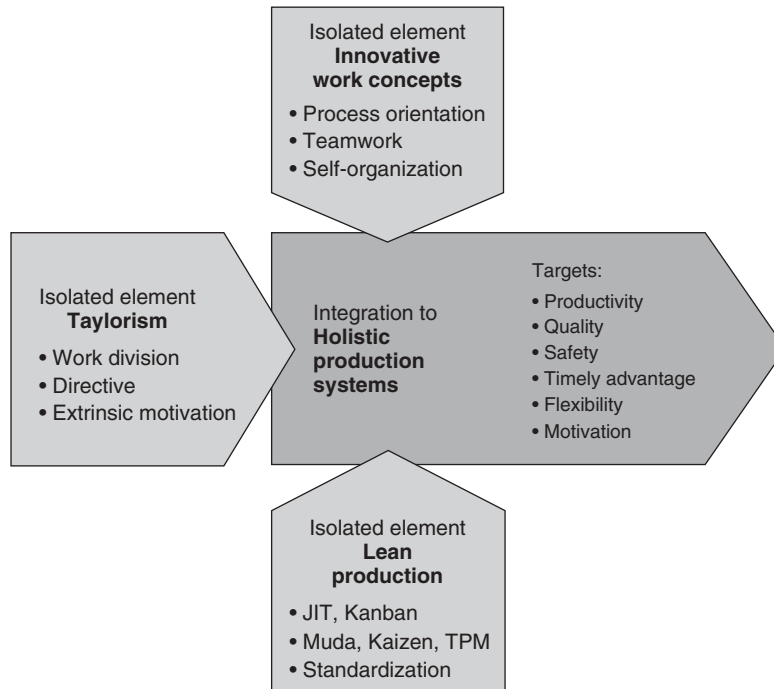 Isolated element
Innovative
work concepts
• Process orientation
• Teamwork
• Self-organization
Isolated element
Taylorism
• Work division
• Directive
• Extrinsic motivation
Integration to
Holistic
production
systems
Targets:
• Productivity
• Quality
• Safety
• Timely advantage
• Flexibility
• Motivation
Isolated element
Lean
production
• JIT, Kanban
• Muda, Kaizen, TPM
• Standardization